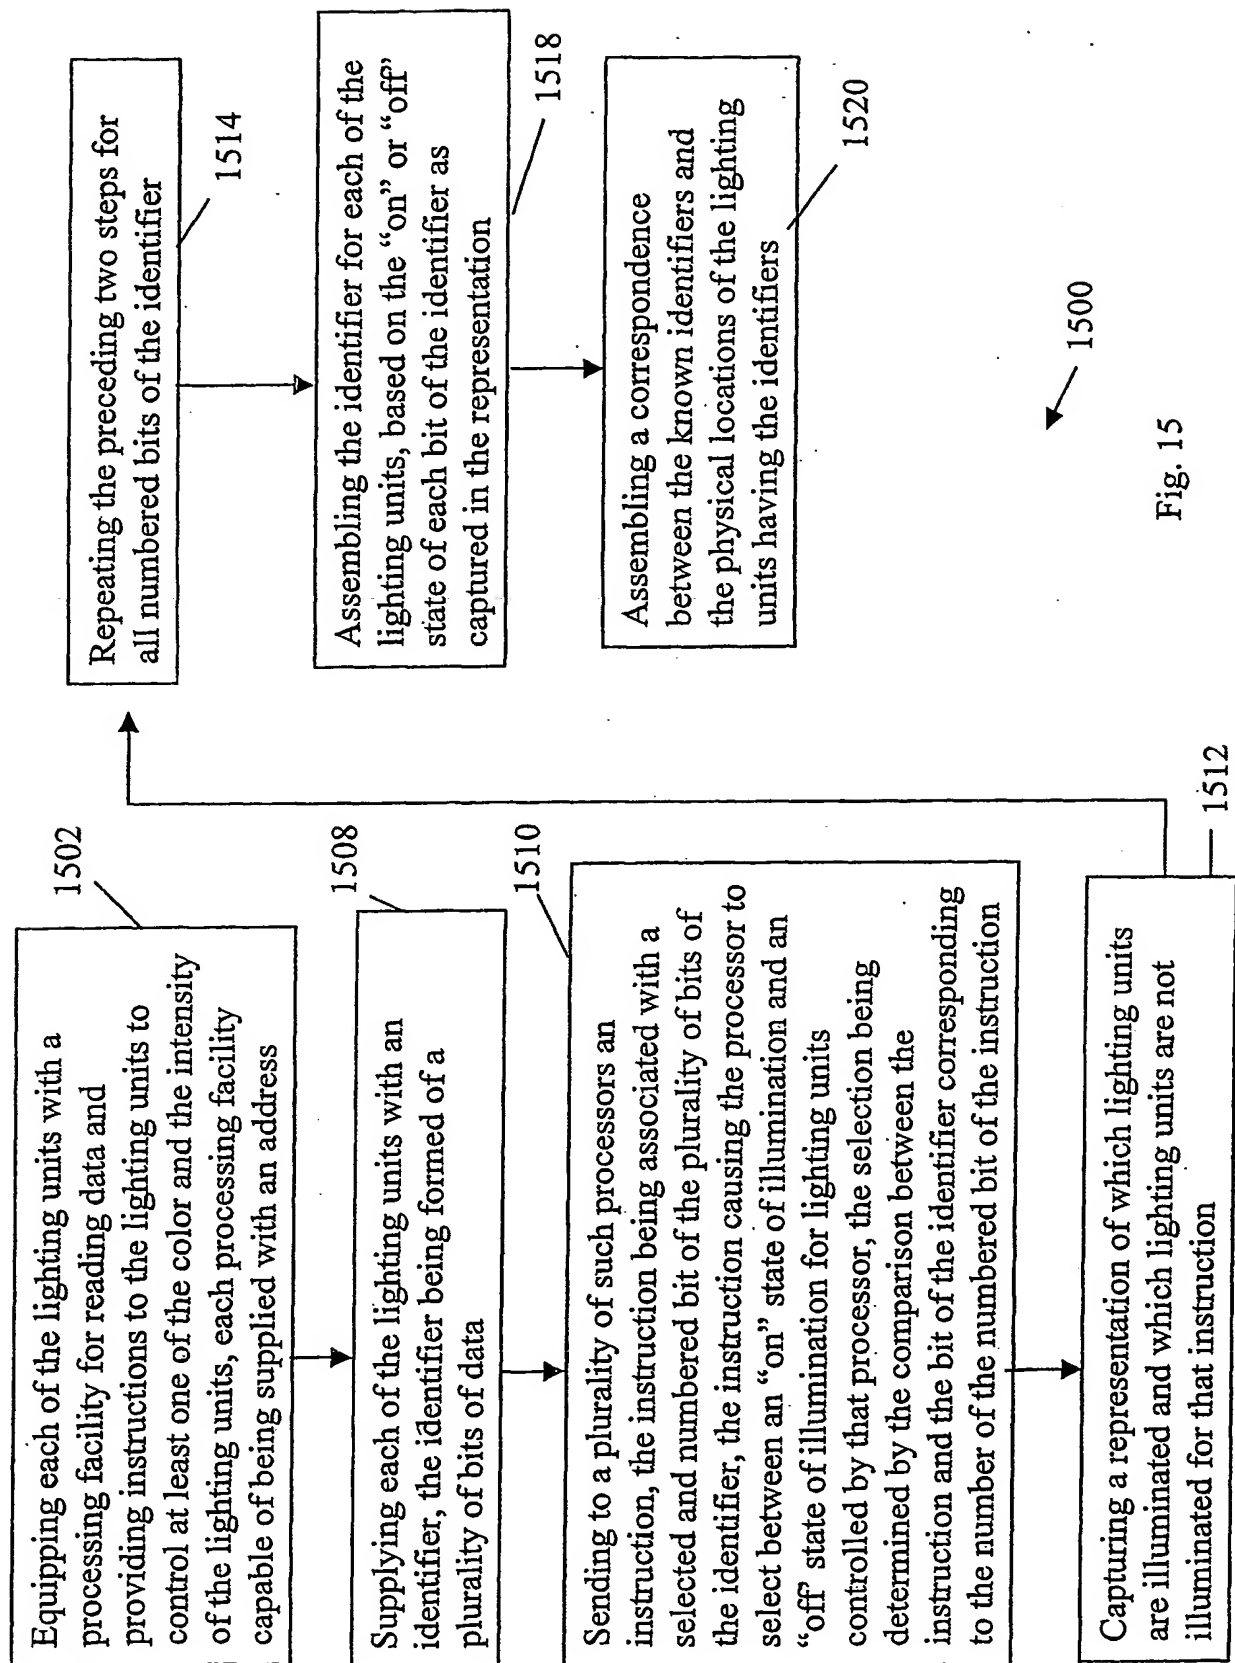 Equipping each of the lighting units with a
processing facility for reading data and
providing instructions to the lighting units to
control at least one of the color and the intensity
of the lighting units, each processing facility
capable of being supplied with an address
1502
Supplying each of the lighting units with an
identifier, the identifier being formed of a
plurality of bits of data
1508
Sending to a plurality of such processors an
instruction, the instruction being associated with a
selected and numbered bit of the plurality of bits of
the identifier, the instruction causing the processor to
select between an “on” state of illumination and an
“off” state of illumination for lighting units
controlled by that processor, the selection being
determined by the comparison between the
instruction and the bit of the identifier corresponding
to the number of the numbered bit of the instruction
1510
Capturing a representation of which lighting units
are illuminated and which lighting units are not
illuminated for that instruction
1512
Repeating the preceding two steps for
all numbered bits of the identifier
1514
Assembling the identifier for each of the
lighting units, based on the “on” or “off”
state of each bit of the identifier as
captured in the representation
1518
Assembling a correspondence
between the known identifiers and
the physical locations of the lighting
units having the identifiers
1520
1500
Fig. 15